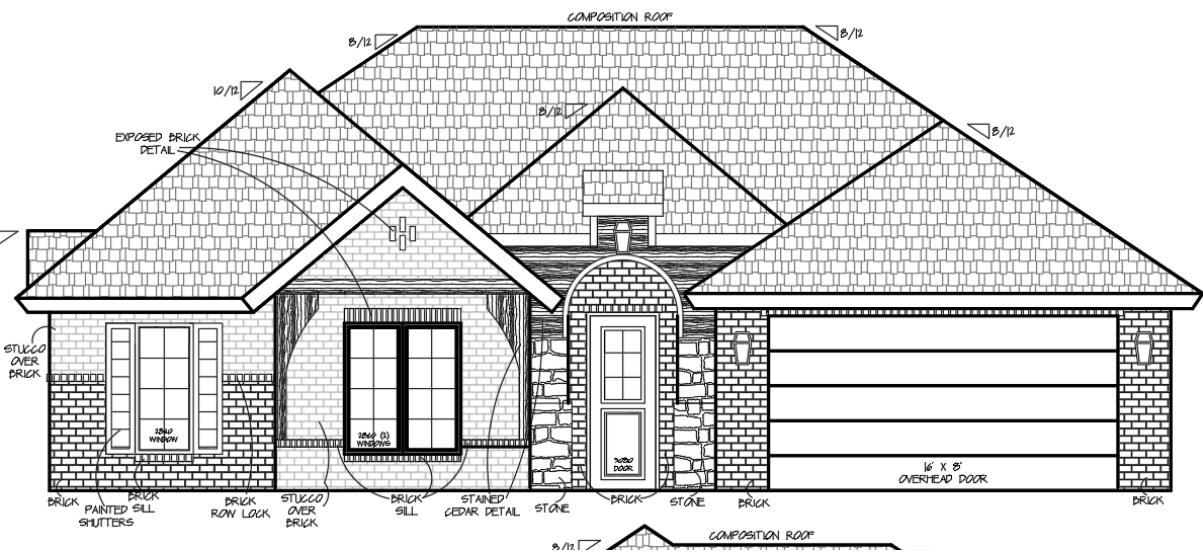 COMPOSITION ROOF
8/12
8/12
10/12
8/12
8/12
EXPOSED BRICK
DETAIL
STUCCO
OVER
BRICK
2860
WINDOW
2860 (2)
WINDOWS
3080
DOOR
16' X 8'
OVERHEAD DOOR
BRICK
PAINTED
SHUTTERS
BRICK
SILL
BRICK
ROW LOCK
STUCCO
OVER
BRICK
BRICK
SILL
STAINED
CEDAR DETAIL
STONE
BRICK
STONE
BRICK
BRICK
8/12
COMPOSITION ROOF